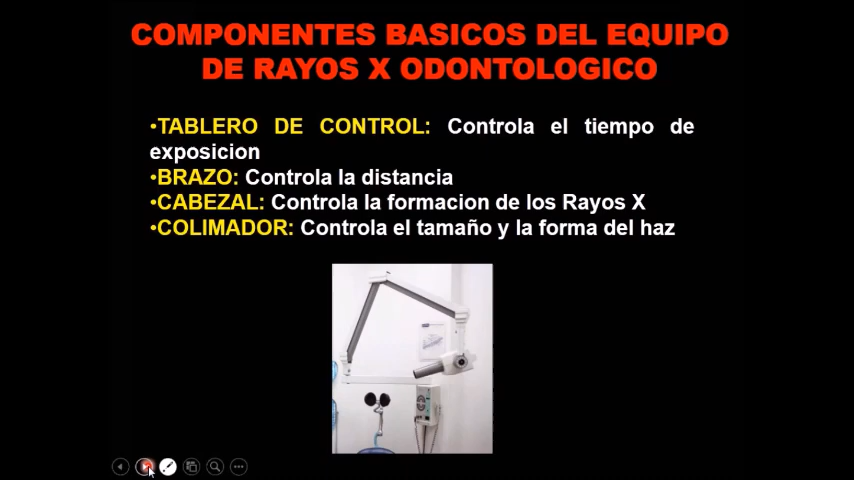 COMPONENTES BASICOS DEL EQUIPO
DE RAYOS X ODONTOLOGICO
•TABLERO DE CONTROL: Controla el tiempo de
exposicion
•BRAZO: Controla la distancia
•CABEZAL: Controla la formacion de los Rayos X
•COLIMADOR: Controla el tamaño y la forma del haz